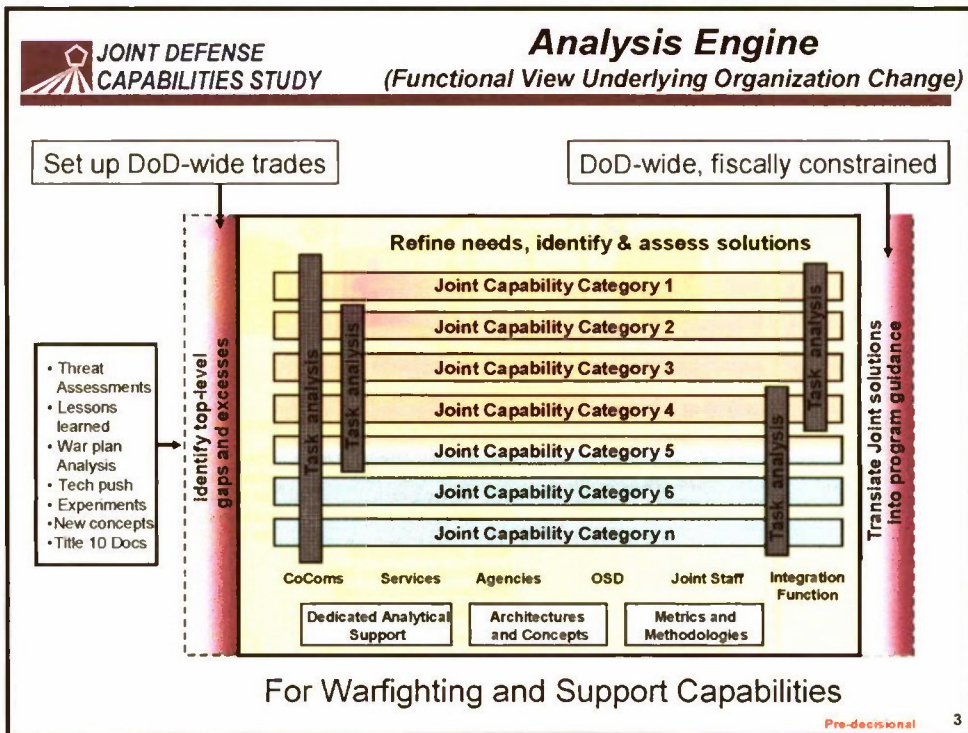 JOINT DEFENSE
CAPABILITIES STUDY
Analysis Engine
(Functional View Underlying Organization Change)
Set up DoD-wide trades
DoD-wide, fiscally constrained
Refine needs, identify & assess solutions
Joint Capability Category 1
Joint Capability Category 2
Joint Capability Category 3
Joint Capability Category 4
Joint Capability Category 5
Joint Capability Category 6
Joint Capability Category n
Task analysis
Task analysis
Task analysis
Task analysis
Identify top-level
gaps and excesses
Translate Joint solutions
into program guidance
• Threat
Assessments
• Lessons
learned
• War plan
Analysis
• Tech push
• Experiments
•New concepts
•Title 10 Docs
CoComs Services Agencies OSD Joint Staff Integration
Function
Dedicated Analytical
Support
Architectures
and Concepts
Metrics and
Methodologies
For Warfighting and Support Capabilities
Pre-decisional 3